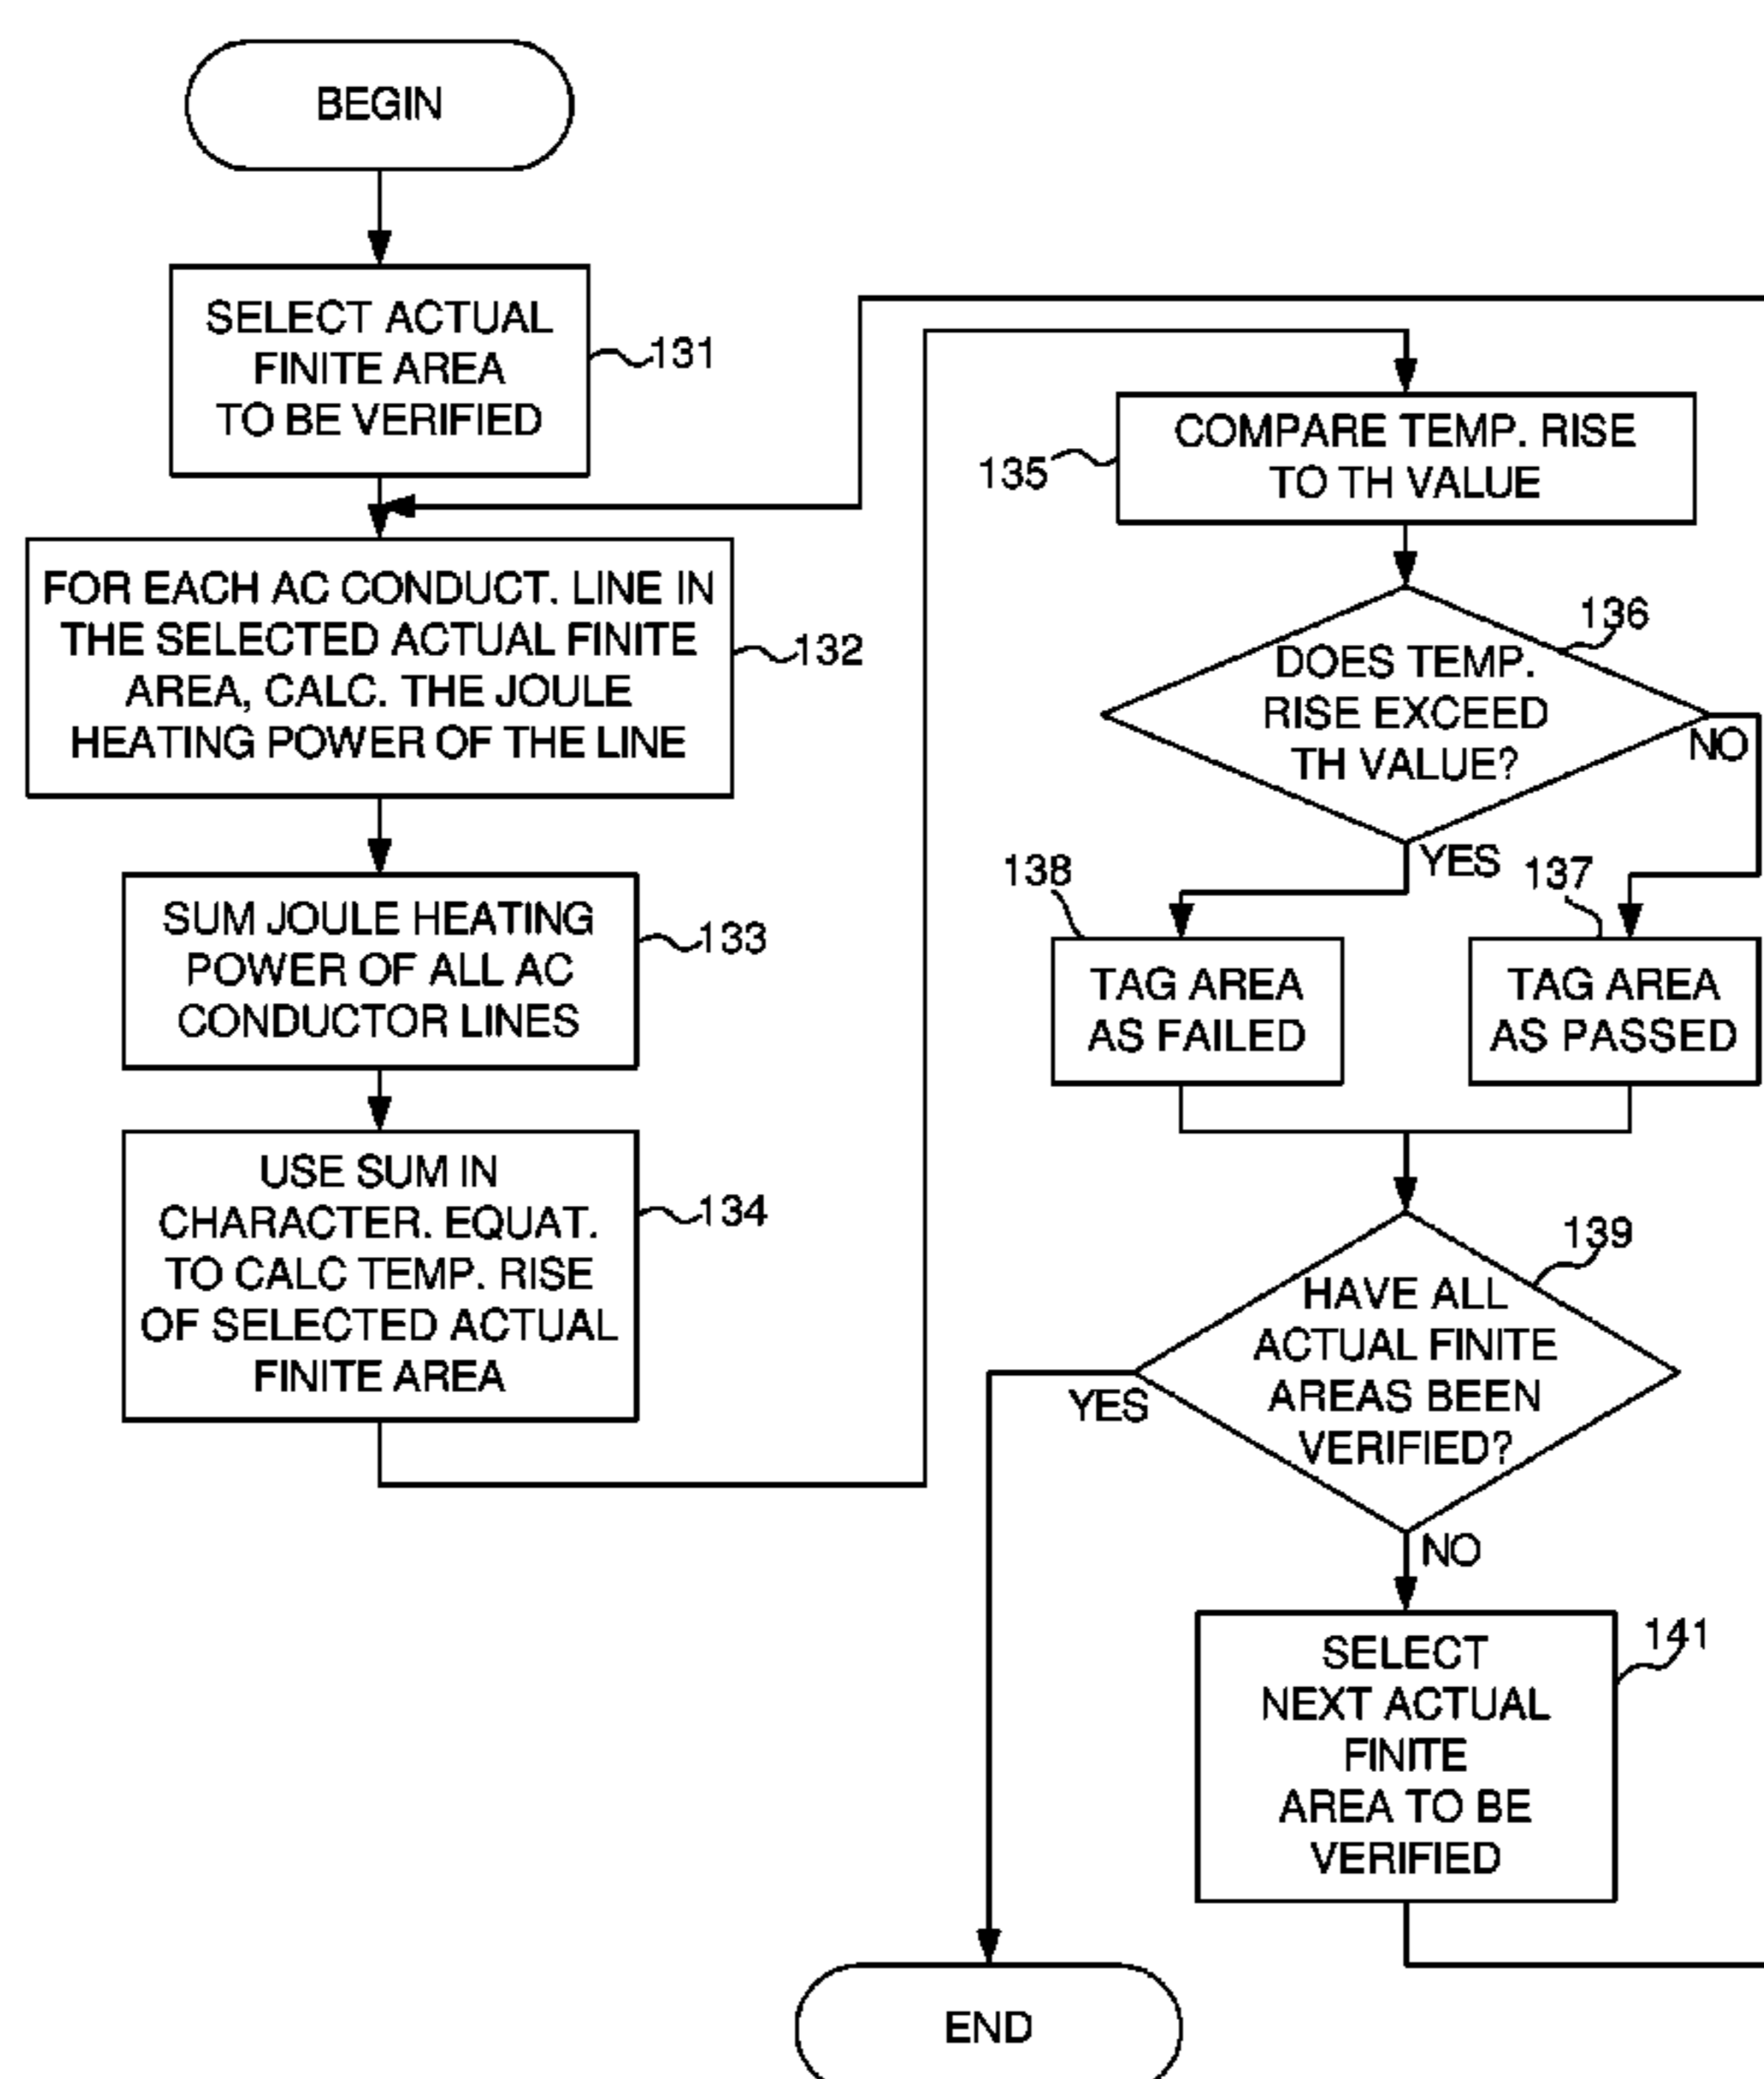 BEGIN
SELECT ACTUAL
FINITE AREA
TO BE VERIFIED
131
FOR EACH AC CONDUCT. LINE IN
THE SELECTED ACTUAL FINITE
AREA, CALC. THE JOULE
HEATING POWER OF THE LINE
132
SUM JOULE HEATING
POWER OF ALL AC
CONDUCTOR LINES
133
USE SUM IN
CHARACTER. EQUAT.
TO CALC TEMP. RISE
OF SELECTED ACTUAL
FINITE AREA
134
COMPARE TEMP. RISE
TO TH VALUE
135
DOES TEMP.
RISE EXCEED
TH VALUE?
136
NO
YES
138
TAG AREA
AS FAILED
137
TAG AREA
AS PASSED
139
HAVE ALL
ACTUAL FINITE
AREAS BEEN
VERIFIED?
YES
NO
SELECT
NEXT ACTUAL
FINITE
AREA TO BE
VERIFIED
141
END